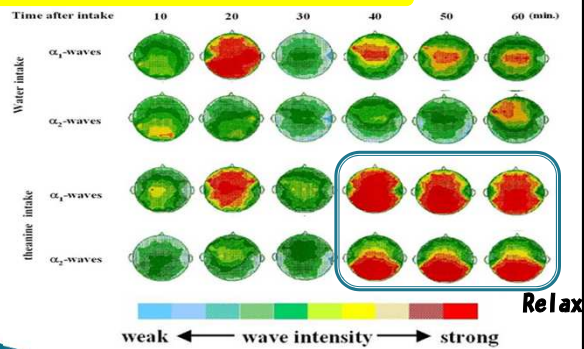 Time after intake 10 20 30 40 50 60 (min.)
Water intake
α₁-waves
α₂-waves
theanine intake
α₁-waves
α₂-waves
Relax
weak ← wave intensity → strong